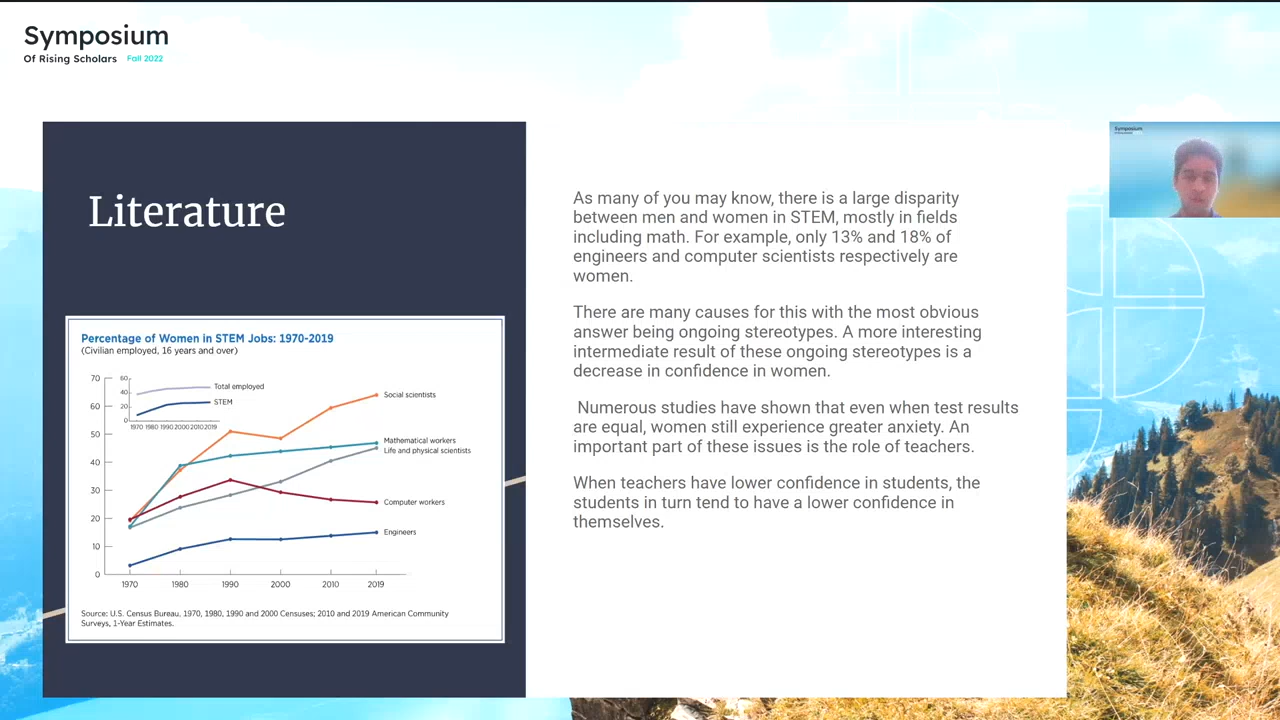 Symposium
Of Rising Scholars Fall 2022
Symposium
Literature
As many of you may know, there is a large disparity
between men and women in STEM, mostly in fields
including math. For example, only 13% and 18% of
engineers and computer scientists respectively are
women.
There are many causes for this with the most obvious
answer being ongoing stereotypes. A more interesting
intermediate result of these ongoing stereotypes is a
decrease in confidence in women.
Numerous studies have shown that even when test results
are equal, women still experience greater anxiety. An
important part of these issues is the role of teachers.
When teachers have lower confidence in students, the
students in turn tend to have a lower confidence in
themselves.
Percentage of Women in STEM Jobs: 1970-2019
(Civilian employed, 16 years and over)
70
60
50
40
30
20
10
0
60
40
20
0
Total employed
STEM
1970 1980 1990 2000 2010 2019
Social scientists
Mathematical workers
Life and physical scientists
Computer workers
Engineers
1970 1980 1990 2000 2010 2019
Source: U.S. Census Bureau, 1970, 1980, 1990 and 2000 Censuses; 2010 and 2019 American Community
Surveys, 1-Year Estimates.